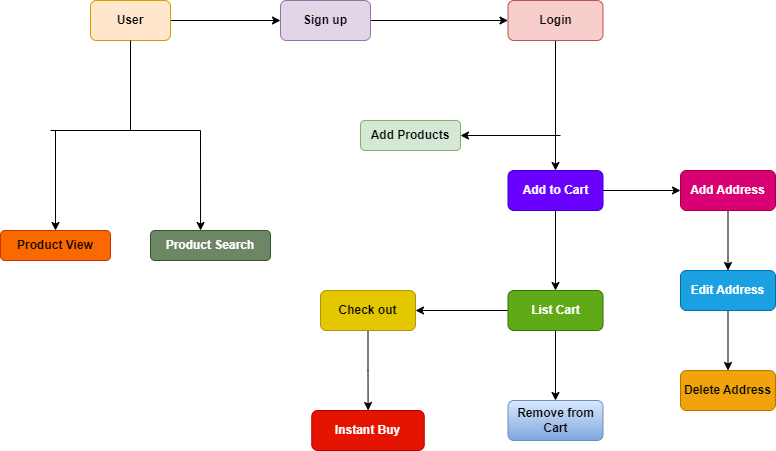 User
Sign up
Login
Add Products
Add to Cart
Add Address
Product View
Product Search
Edit Address
Check out
List Cart
Delete Address
Remove from
Cart
Instant Buy